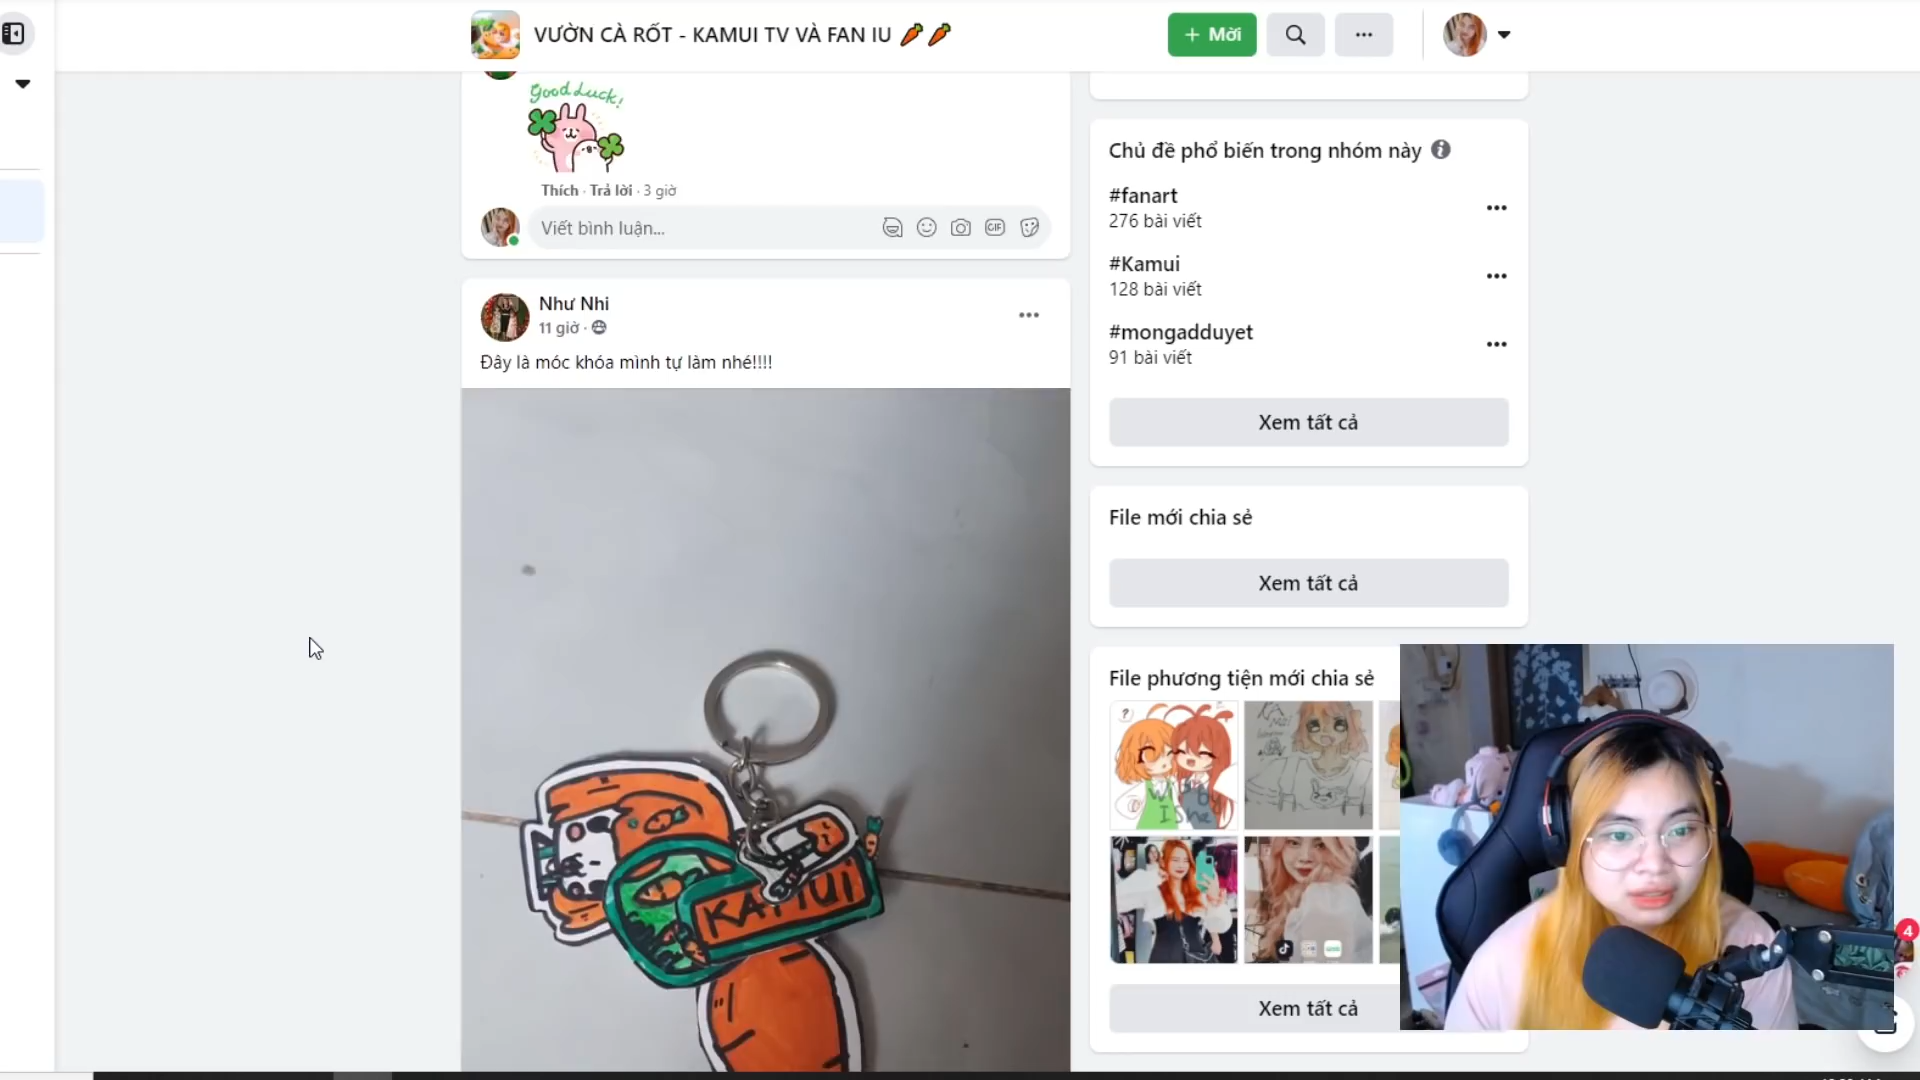 VƯỜN CÀ RỐT - KAMUI TV VÀ FAN IU 🥕🥕
+ Mời
Good Luck!
Thích · Trả lời · 3 giờ
Viết bình luận...
GIF
Như Nhi
11 giờ ·
Đây là móc khóa mình tự làm nhé!!!!
KAMUI
Chủ đề phổ biến trong nhóm này
#fanart
276 bài viết
#Kamui
128 bài viết
#mongadduyet
91 bài viết
Xem tất cả
File mới chia sẻ
Xem tất cả
File phương tiện mới chia sẻ
?
Xem tất cả
4